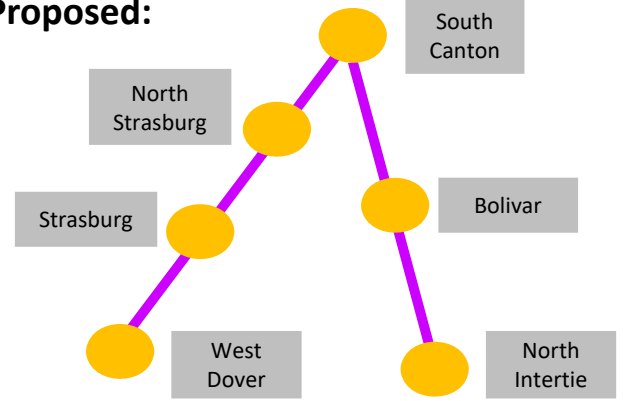 Proposed:
South
Canton
North
Strasburg
Strasburg
Bolivar
West
Dover
North
Intertie